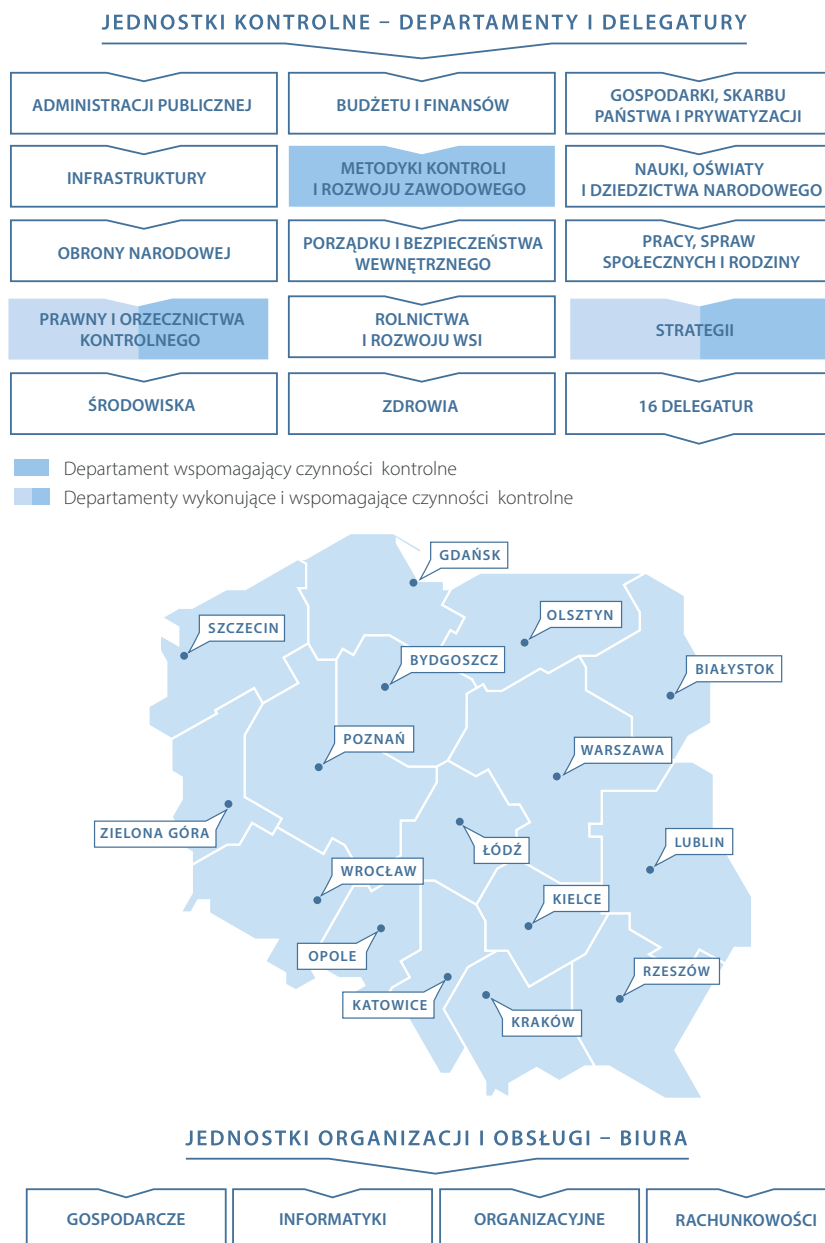 JEDNOSTKI KONTROLNE – DEPARTAMENTY I DELEGATURY
ADMINISTRACJI PUBLICZNEJ
BUDŻETU I FINANSÓW
GOSPODARKI, SKARBU
PAŃSTWA I PRYWATYZACJI
INFRASTRUKTURY
METODYKI KONTROLI
I ROZWOJU ZAWODOWEGO
NAUKI, OŚWIATY
I DZIEDZICTWA NARODOWEGO
OBRONY NARODOWEJ
PORZĄDKU I BEZPIECZEŃSTWA
WEWNĘTRZNEGO
PRACY, SPRAW
SPOŁECZNYCH I RODZINY
PRAWNY I ORZECZNICTWA
KONTROLNEGO
ROLNICTWA
I ROZWOJU WSI
STRATEGII
ŚRODOWISKA
ZDROWIA
16 DELEGATUR
Departament wspomagający czynności kontrolne
Departamenty wykonujące i wspomagające czynności kontrolne
GDAŃSK
OLSZTYN
SZCZECIN
BYDGOSZCZ
BIAŁYSTOK
POZNAŃ
WARSZAWA
ZIELONA GÓRA
ŁÓDŹ
LUBLIN
WROCŁAW
KIELCE
OPOLE
RZESZÓW
KATOWICE
KRAKÓW
JEDNOSTKI ORGANIZACJI I OBSŁUGI – BIURA
GOSPODARCZE
INFORMATYKI
ORGANIZACYJNE
RACHUNKOWOŚCI